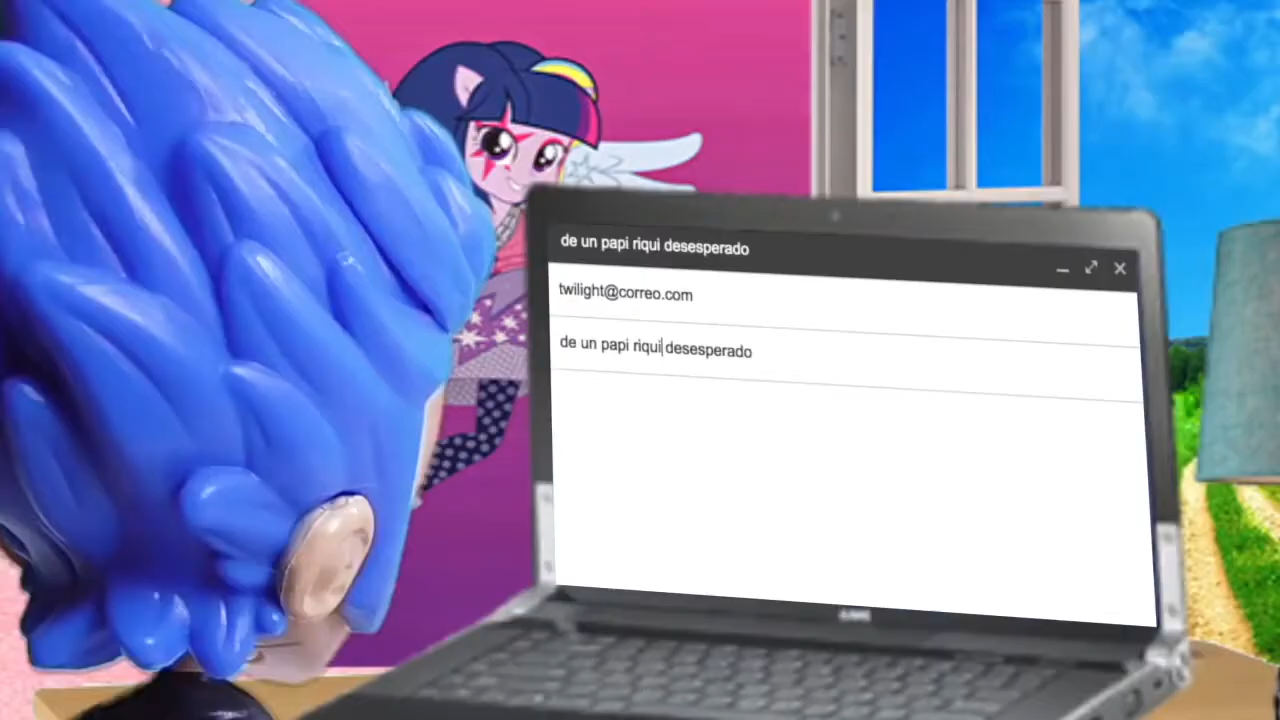 de un papi riqui desesperado
twilight@correo.com
de un papi riqui desesperado